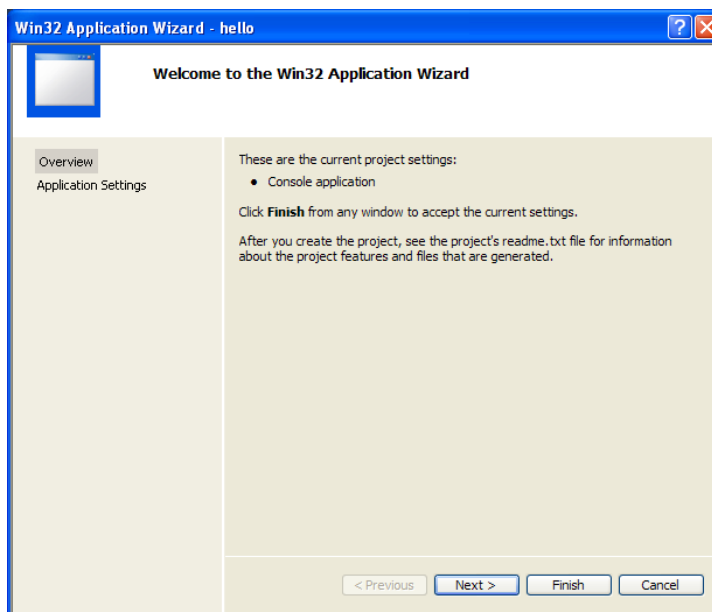 Win32 Application Wizard - hello
Welcome to the Win32 Application Wizard
Overview
Application Settings
These are the current project settings:
• Console application
Click Finish from any window to accept the current settings.
After you create the project, see the project's readme.txt file for information
about the project features and files that are generated.
< Previous
Next >
Finish
Cancel